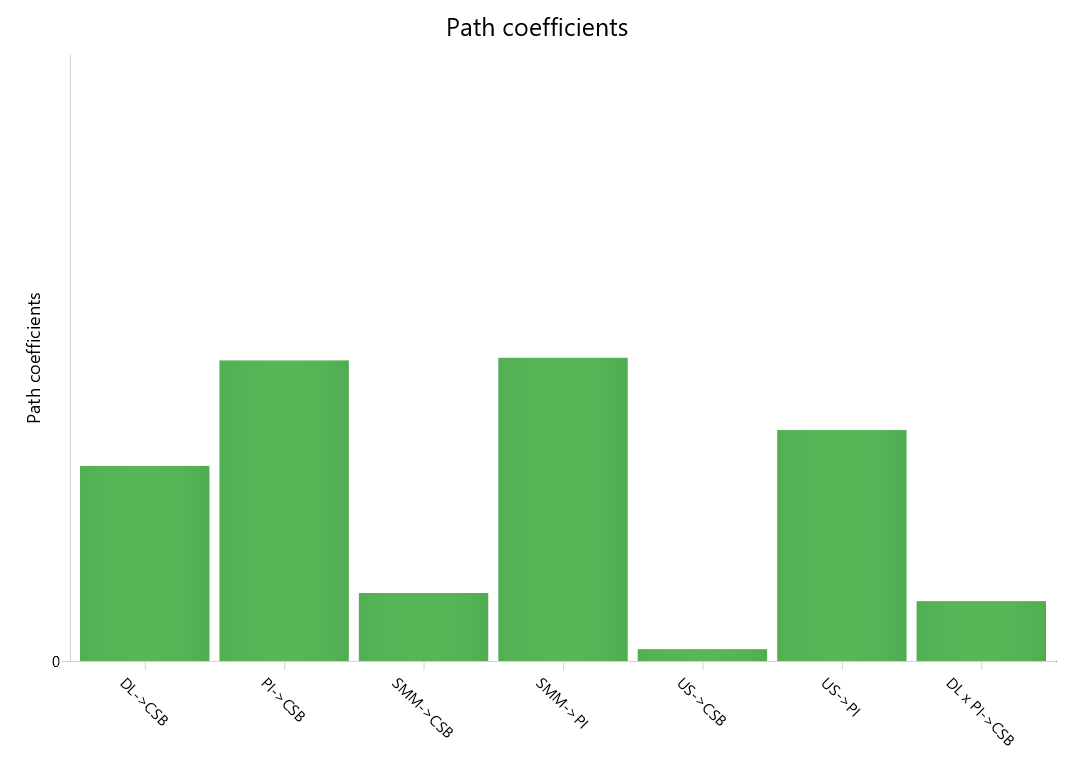 Path coefficients
Path coefficients
0
DL->CSB
PI->CSB
SMM->CSB
SMM->PI
US->CSB
US->PI
DL x PI->CSB